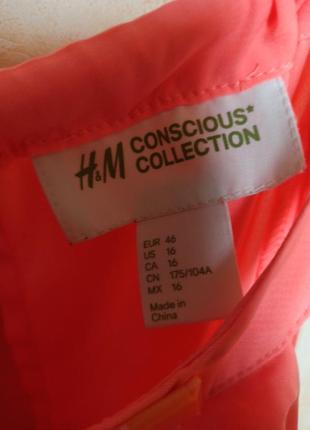 H&M CONSCIOUS*
COLLECTION
EUR 46
US 16
CA 16
CN 175/104A
MX 16
Made in
China